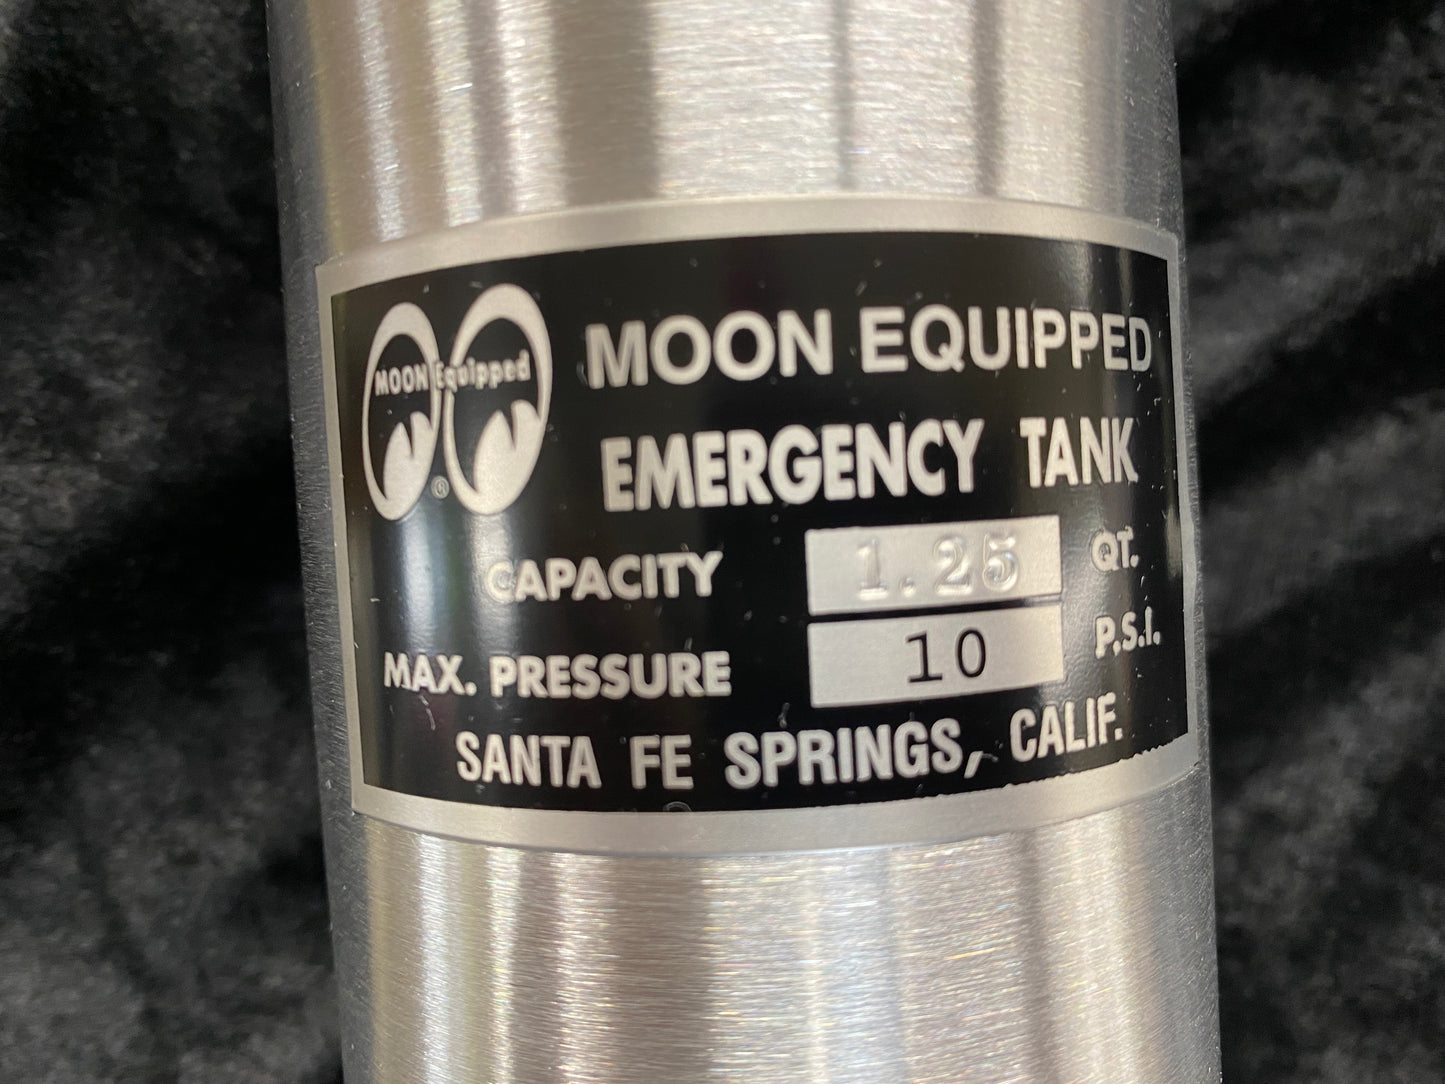 MOON Equipped
®
MOON EQUIPPED
EMERGENCY TANK
CAPACITY 1.25 QT.
MAX. PRESSURE 10 P.S.I.
SANTA FE SPRINGS, CALIF.